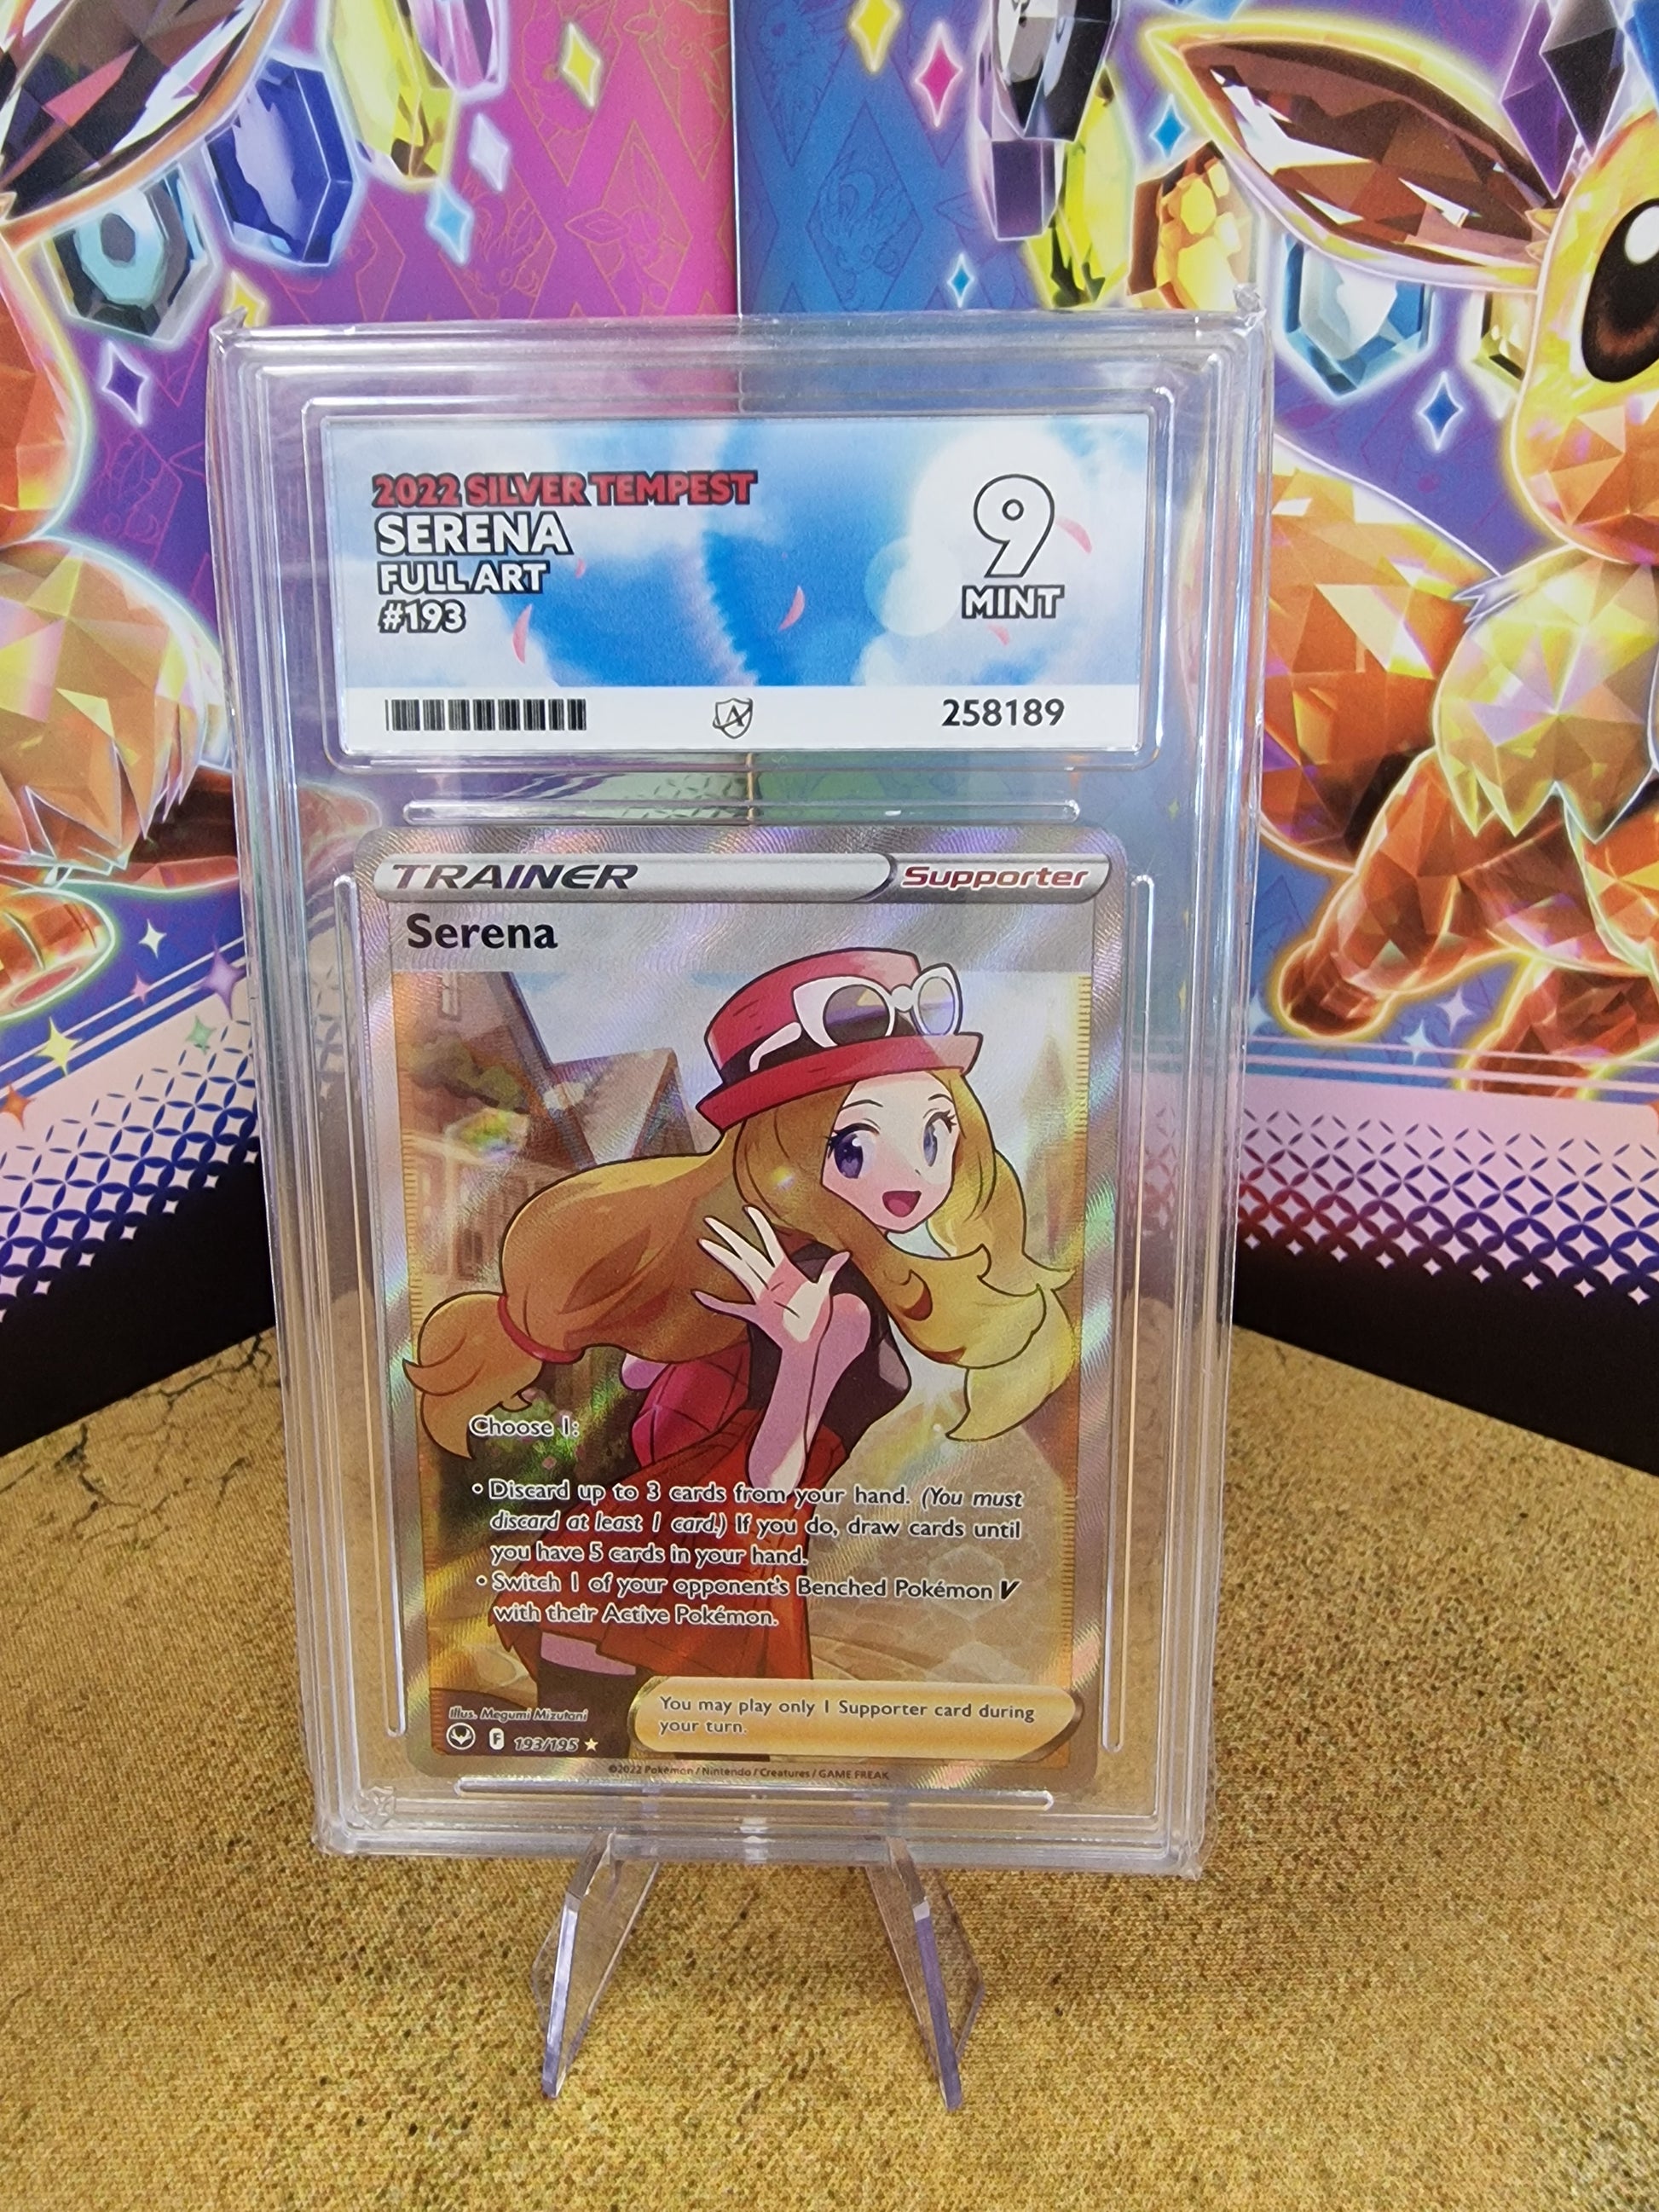 2022 SILVER TEMPEST
SERENA
FULL ART
#193
9
MINT
258189
TRAINER
Supporter
Serena
Choose 1:
• Discard up to 3 cards from your hand. (You must
discard at least 1 card.) If you do, draw cards until
you have 5 cards in your hand.
• Switch 1 of your opponent's Benched Pokémon V
with their Active Pokémon.
You may play only 1 Supporter card during
your turn.
Illus. Megumi Mizutani
F 193/195 ★
©2022 Pokémon / Nintendo / Creatures / GAME FREAK